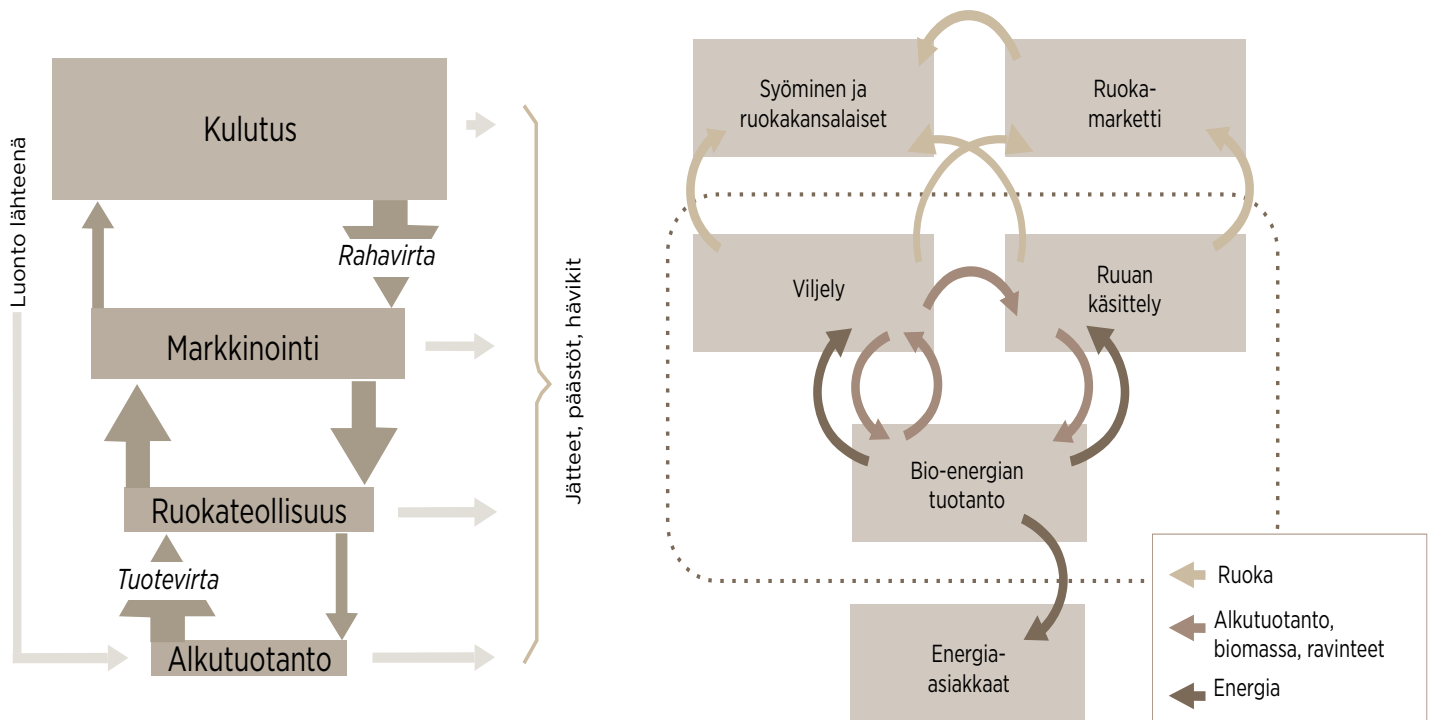 Kulutus
Luonto lähteenä
Rahavirta
Markkinointi
Jätteet, päästöt, hävikit
Ruokateollisuus
Tuotevirta
Alkutuotanto
Syöminen ja
ruokakansalaiset
Ruoka-
marketti
Viljely
Ruuan
käsittely
Bio-energian
tuotanto
Energia-
asiakkaat
Ruoka
Alkutuotanto,
biomassa, ravinteet
Energia